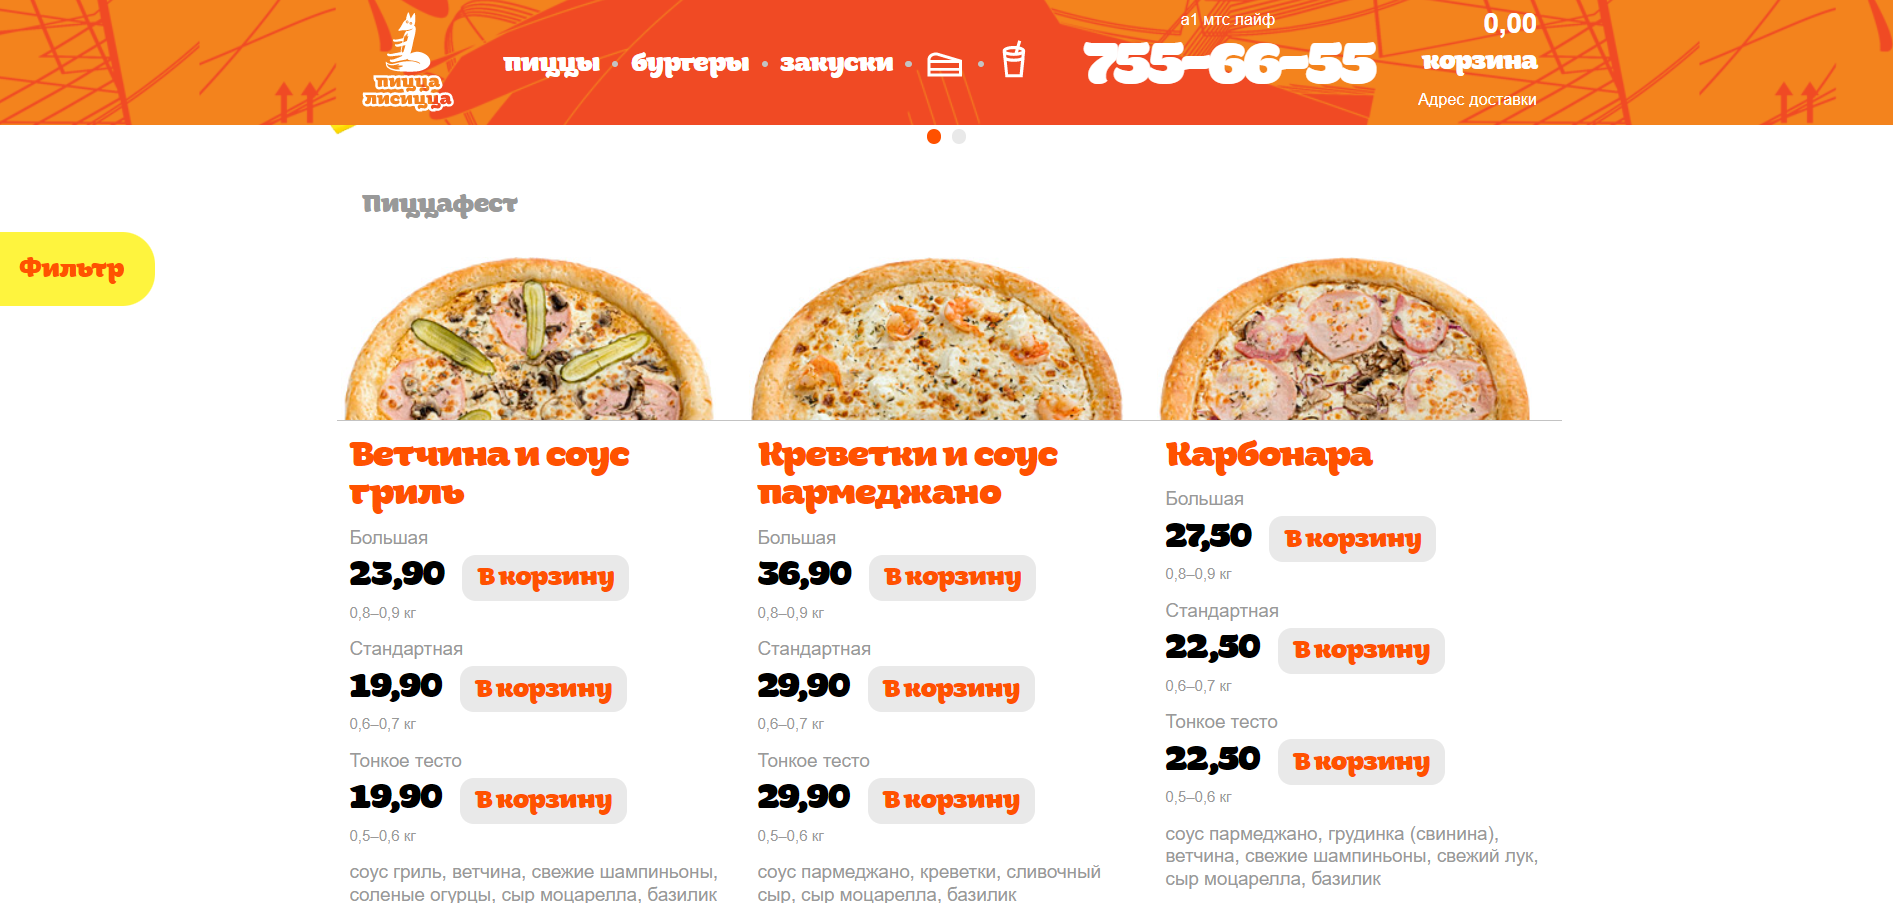 пицца
лисицца
пиццы • бургеры • закуски
а1 мтс лайф
755-66-55
0,00
корзина
Адрес доставки
Пиццафест
Фильтр
Ветчина и соус
гриль
Большая
23,90 В корзину
0,8–0,9 кг
Стандартная
19,90 В корзину
0,6–0,7 кг
Тонкое тесто
19,90 В корзину
0,5–0,6 кг
соус гриль, ветчина, свежие шампиньоны,
соленые огурцы, сыр моцарелла, базилик
Креветки и соус
пармеджано
Большая
36,90 В корзину
0,8–0,9 кг
Стандартная
29,90 В корзину
0,6–0,7 кг
Тонкое тесто
29,90 В корзину
0,5–0,6 кг
соус пармеджано, креветки, сливочный
сыр, сыр моцарелла, базилик
Карбонара
Большая
27,50 В корзину
0,8–0,9 кг
Стандартная
22,50 В корзину
0,6–0,7 кг
Тонкое тесто
22,50 В корзину
0,5–0,6 кг
соус пармеджано, грудинка (свинина),
ветчина, свежие шампиньоны, свежий лук,
сыр моцарелла, базилик